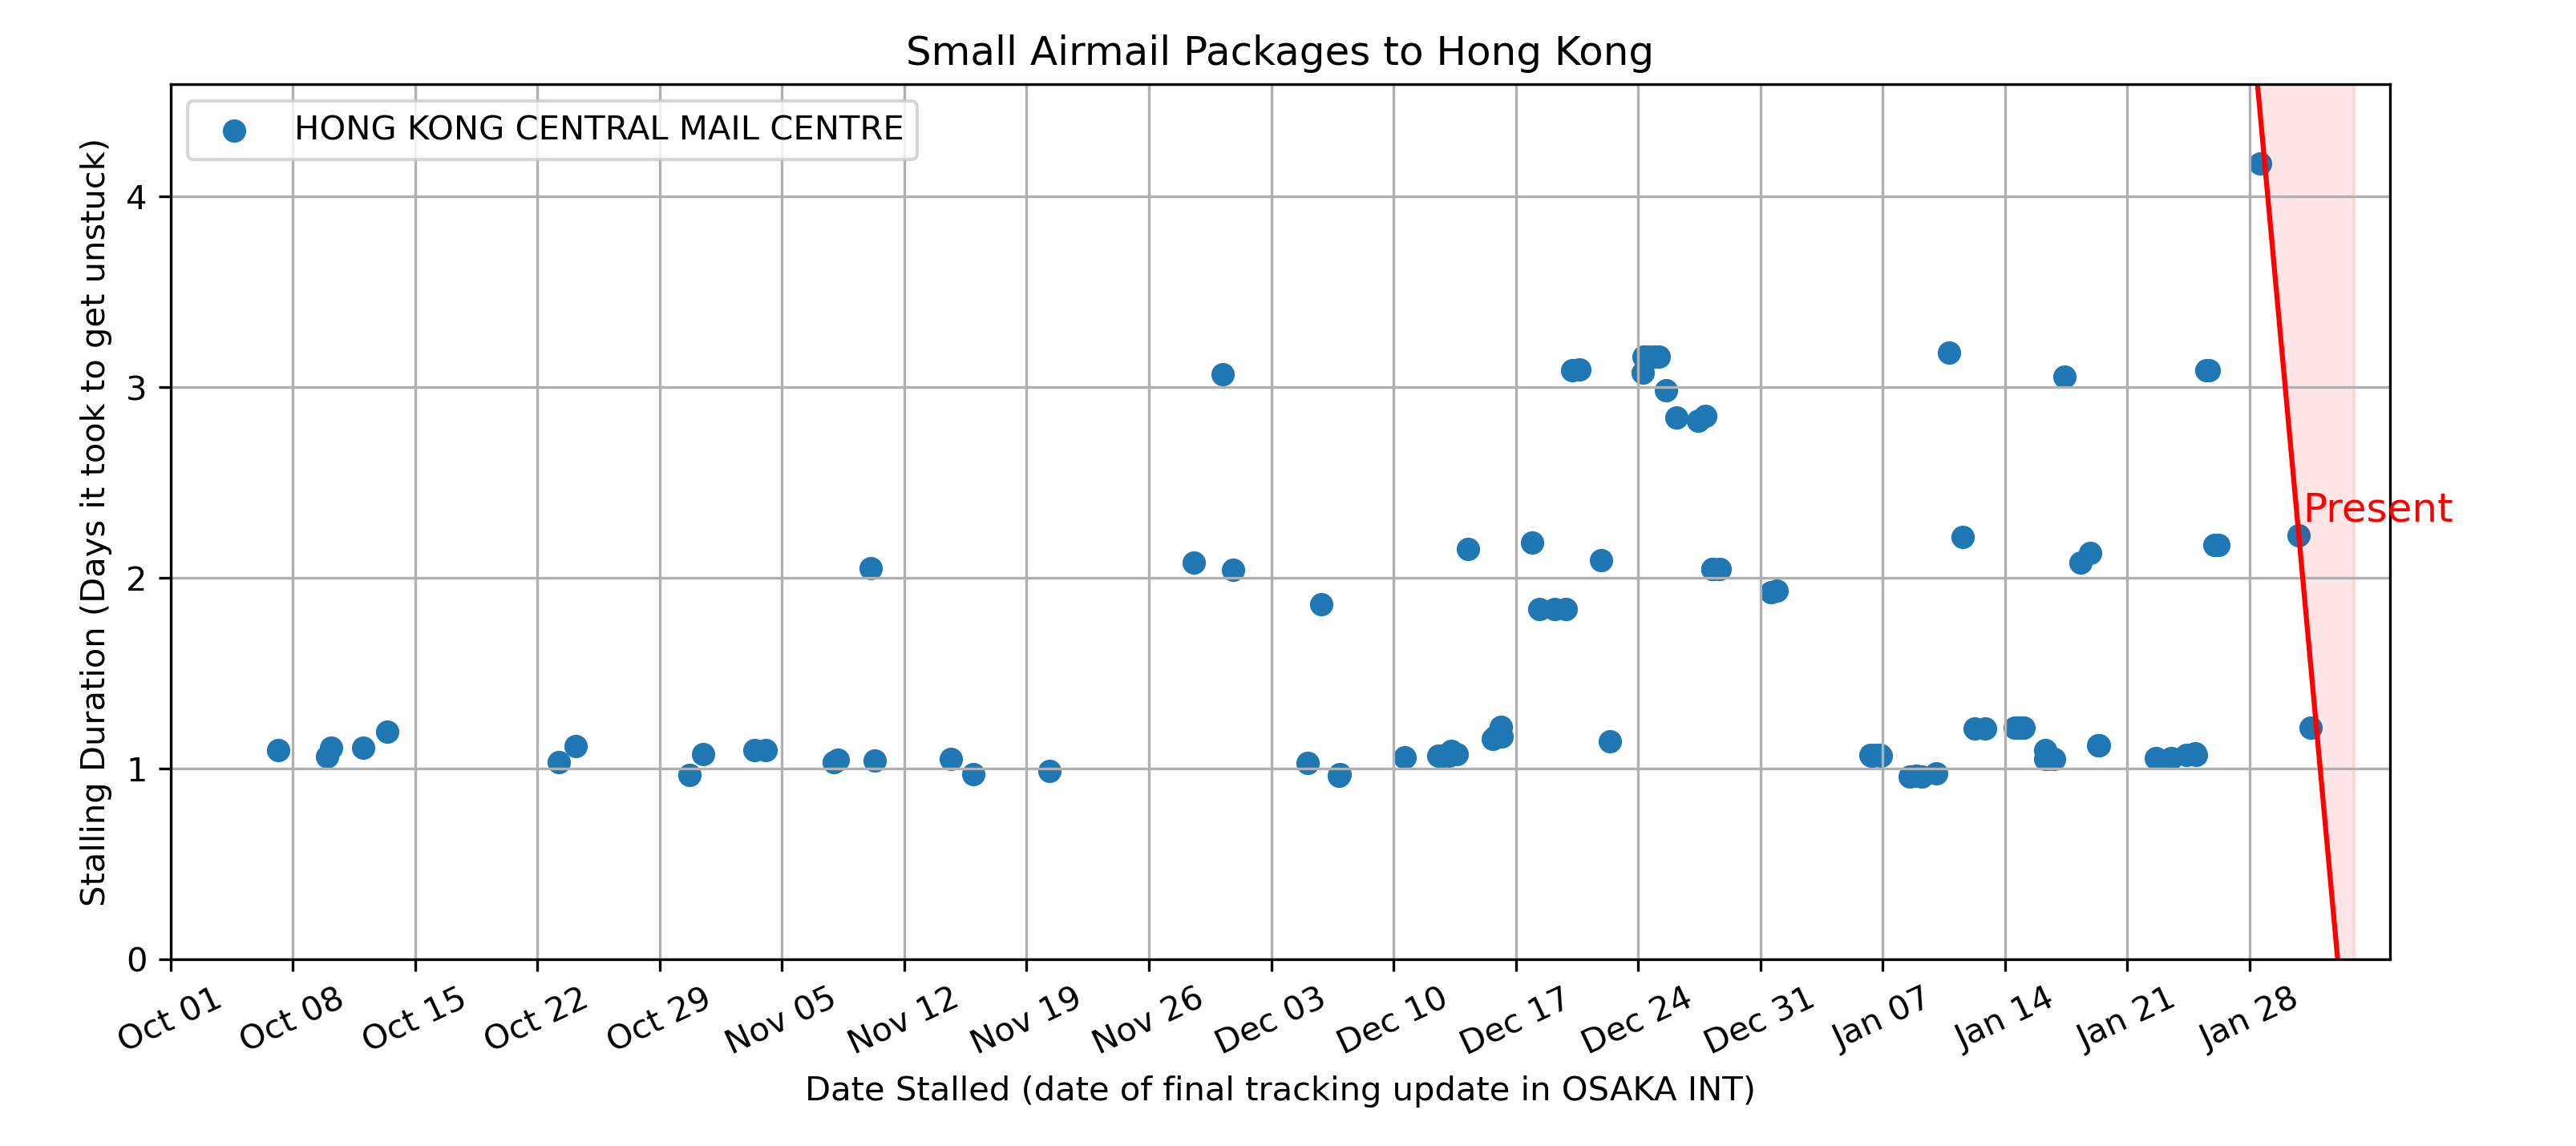 Small Airmail Packages to Hong Kong
HONG KONG CENTRAL MAIL CENTRE
Stalling Duration (Days it took to get unstuck)
4
3
2
1
0
Present
Oct 01
Oct 08
Oct 15
Oct 22
Oct 29
Nov 05
Nov 12
Nov 19
Nov 26
Dec 03
Dec 10
Dec 17
Dec 24
Dec 31
Jan 07
Jan 14
Jan 21
Jan 28
Date Stalled (date of final tracking update in OSAKA INT)